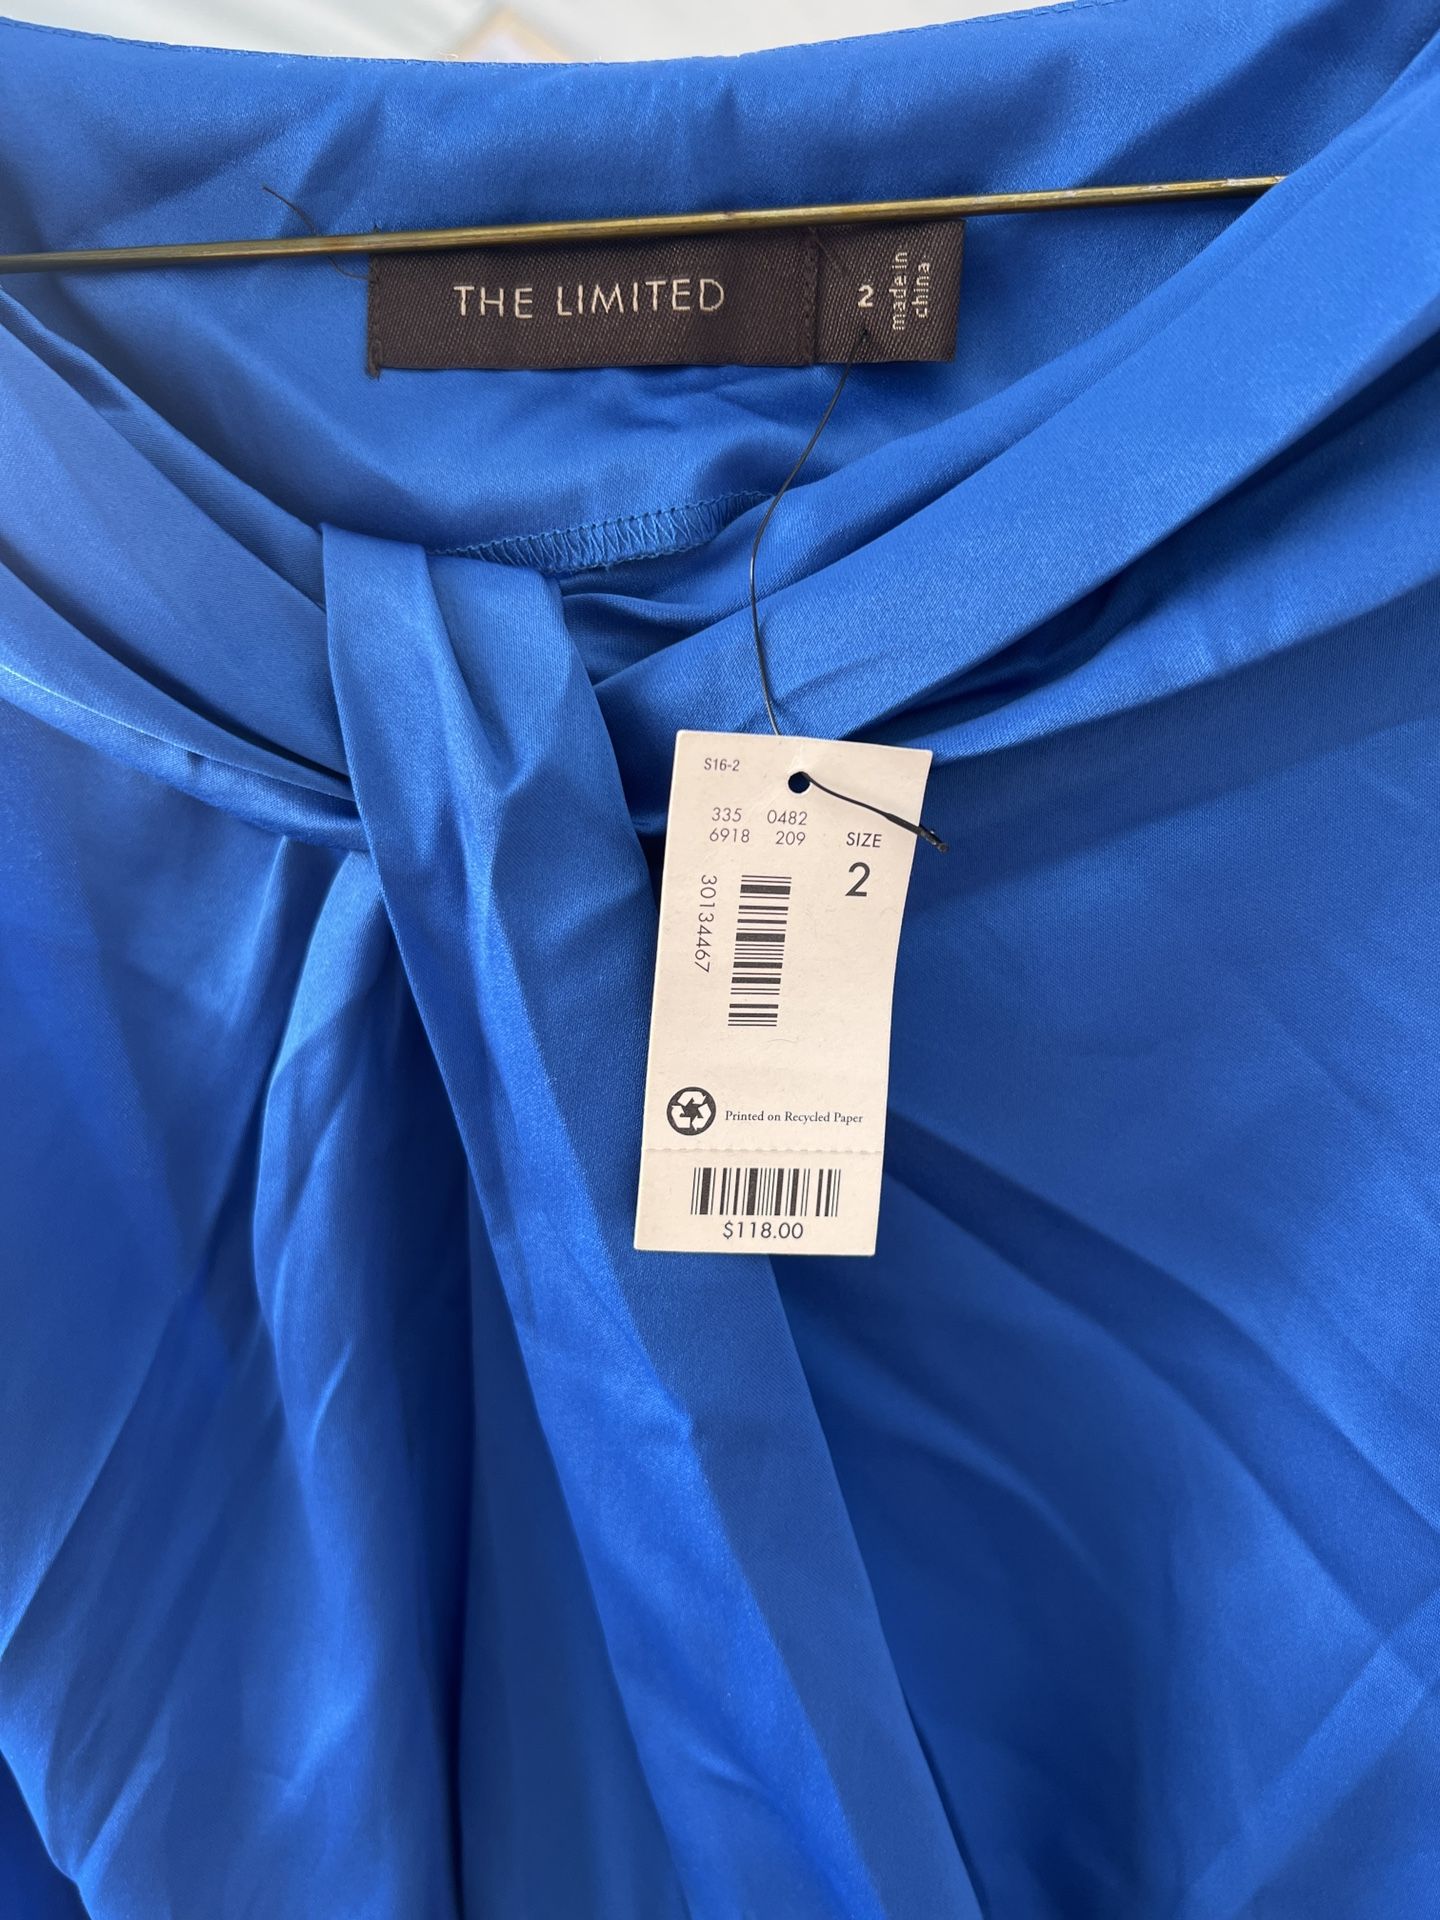 THE LIMITED
2
made in
china
S16-2
335 0482
6918 209
SIZE
2
30134467
Printed on Recycled Paper
$118.00